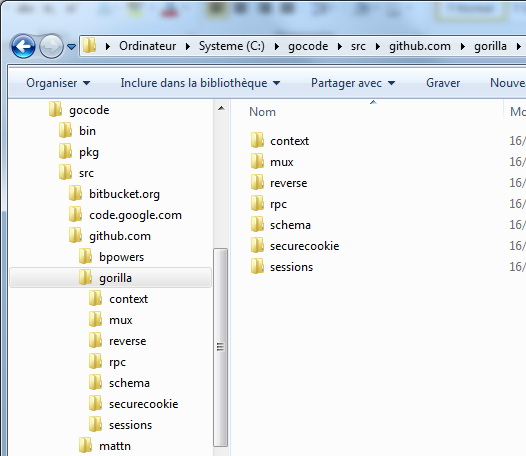 Ordinateur Systeme (C:) gocode src github.com gorilla
Organiser Inclure dans la bibliothèque Partager avec Graver Nouve
gocode
bin
pkg
src
bitbucket.org
code.google.com
github.com
bpowers
gorilla
context
mux
reverse
rpc
schema
securecookie
sessions
mattn
Nom Mo
context 16/
mux 16/
reverse 16/
rpc 16/
schema 16/
securecookie 16/
sessions 16/